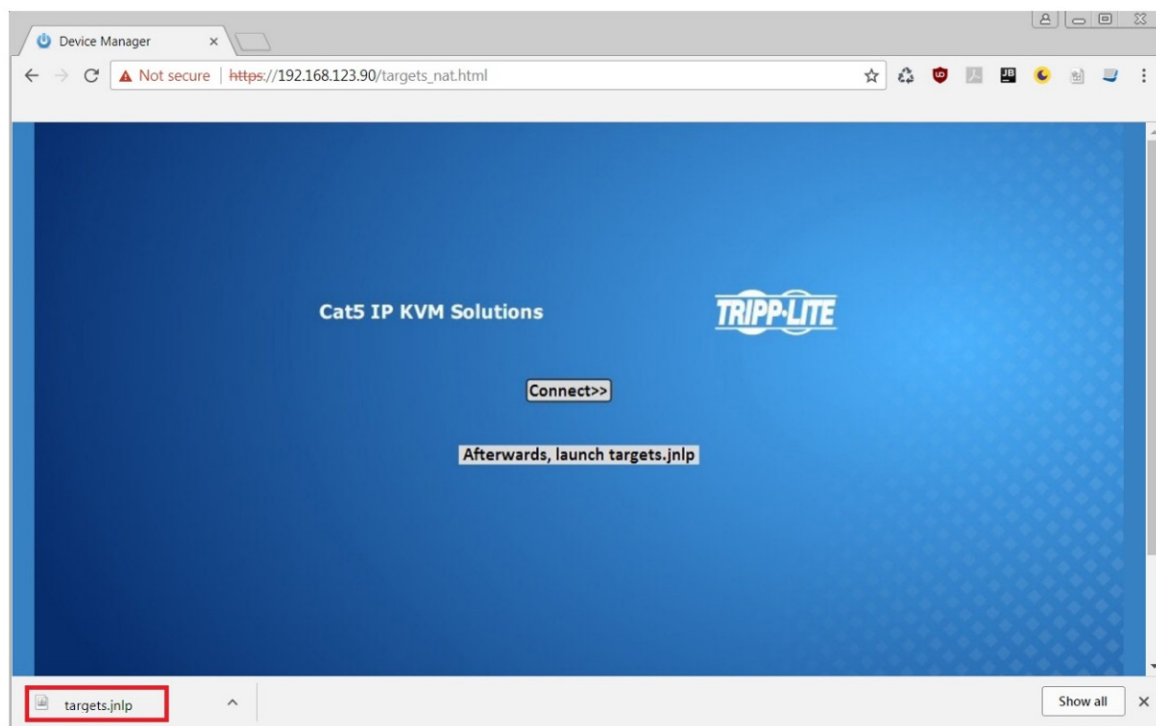 Device Manager
Not secure | https://192.168.123.90/targets_nat.html
Cat5 IP KVM Solutions
TRIPP·LITE
Connect>>
Afterwards, launch targets.jnlp
targets.jnlp
Show all